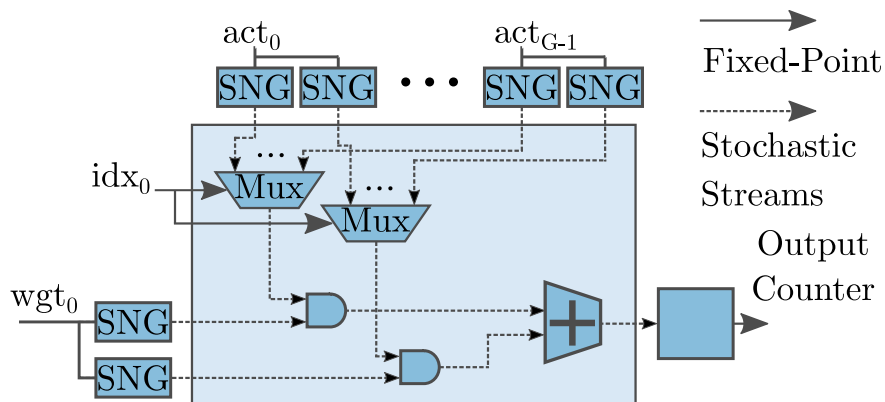 act0 actG-1
SNG SNG ••• SNG SNG
Fixed-Point
Stochastic
Streams
... 
idx0 Mux
...
Mux
Output
Counter
wgt0
SNG
+
SNG